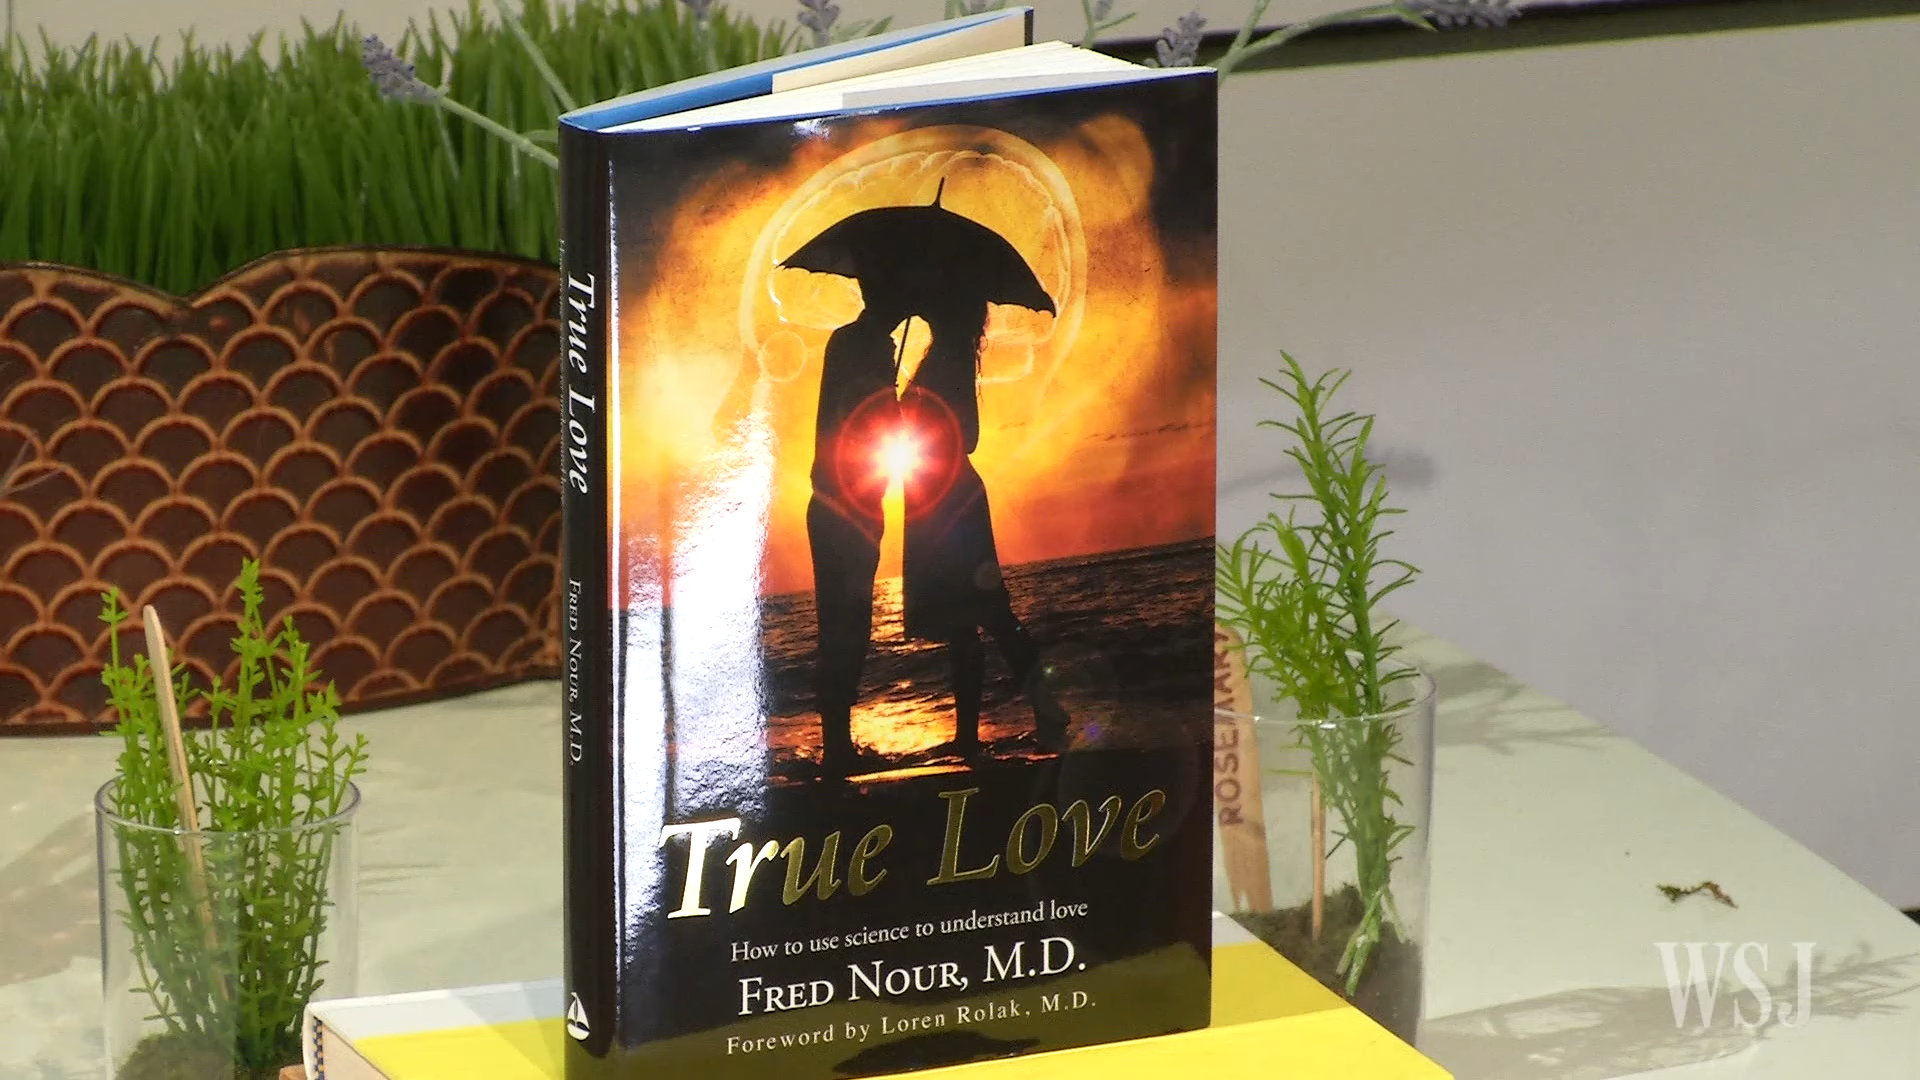 True Love
FRED NOUR, M.D.
True Love
How to use science to understand love
FRED NOUR, M.D.
Foreword by Loren Rolak, M.D.
ROSEMARY
WSJ